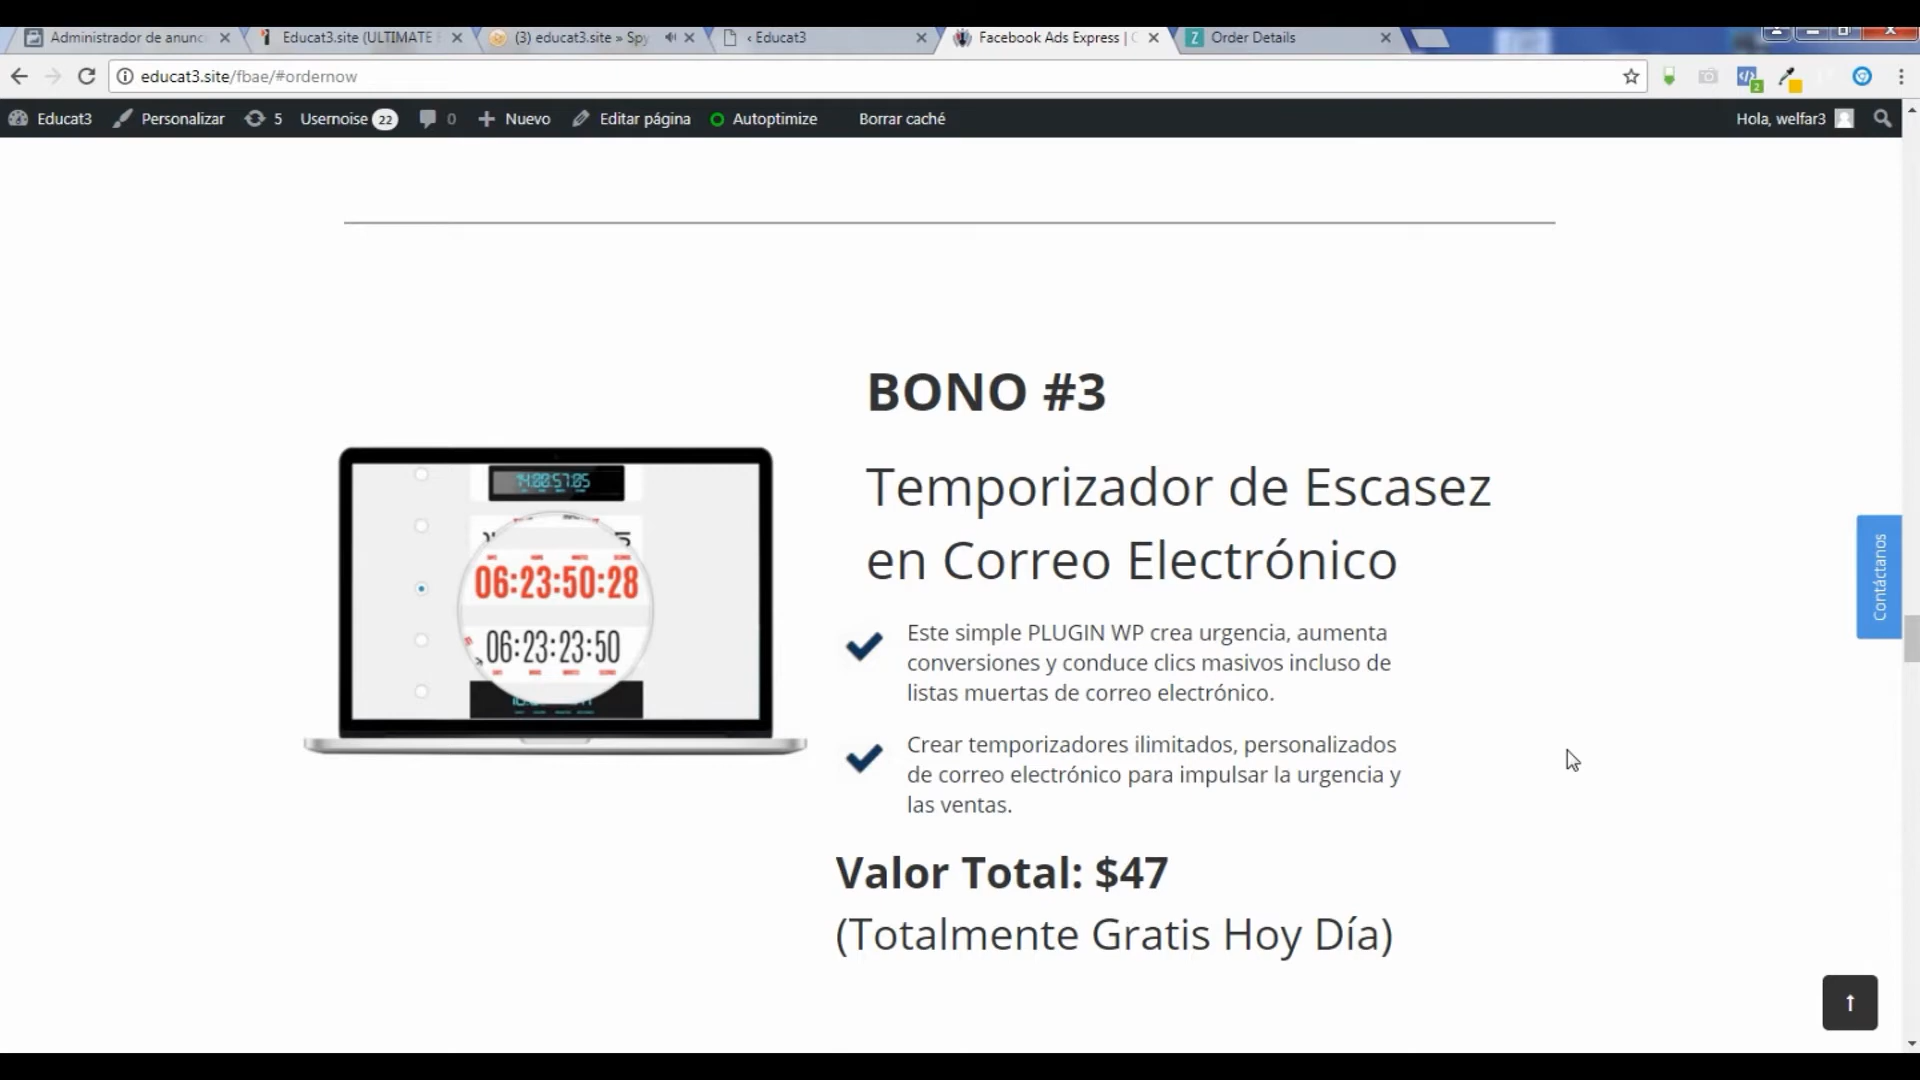 Administrador de anunc
Educat3.site (ULTIMATE
(3) educat3.site » Spy
‹ Educat3
Facebook Ads Express |
Order Details
educat3.site/fbae/#ordernow
Educat3 Personalizar 5 Usernoise 22 0 Nuevo Editar página Autoptimize Borrar caché Hola, welfar3
BONO #3
Temporizador de Escasez
en Correo Electrónico
14:00:57:05
06:23:50:28
06:23:23:50
Este simple PLUGIN WP crea urgencia, aumenta
conversiones y conduce clics masivos incluso de
listas muertas de correo electrónico.
Crear temporizadores ilimitados, personalizados
de correo electrónico para impulsar la urgencia y
las ventas.
Valor Total: $47
(Totalmente Gratis Hoy Día)
Contáctanos